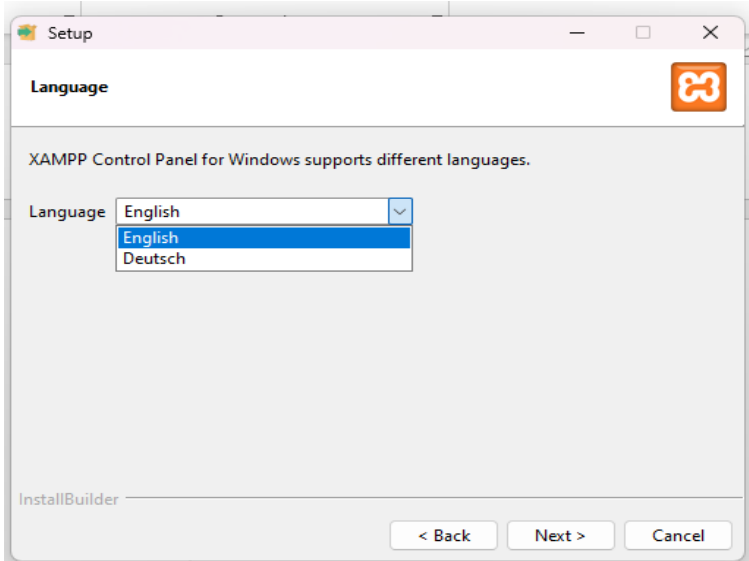 Setup
Language
XAMPP Control Panel for Windows supports different languages.
Language English
English
Deutsch
InstallBuilder
< Back Next > Cancel